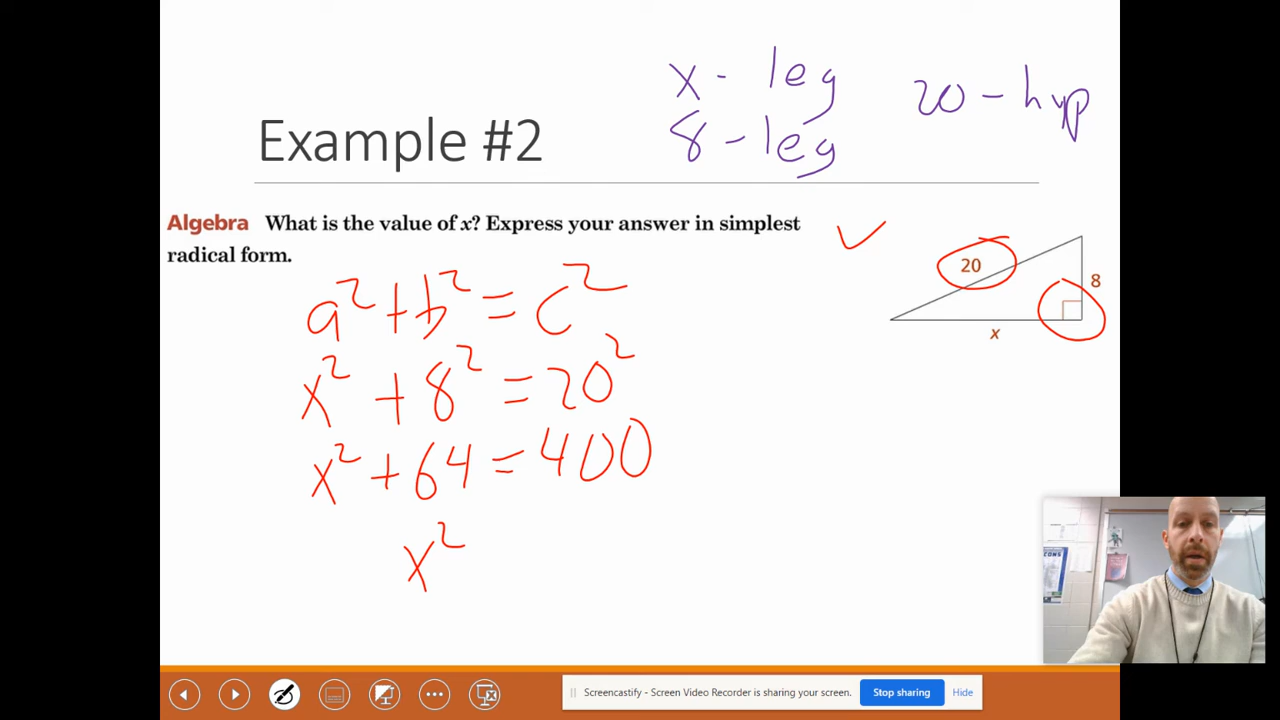 x - leg 20 - hyp
8 - leg
Example #2
Algebra What is the value of x? Express your answer in simplest
radical form.
20
8
x
a² + b² = c²
x² + 8² = 20²
x² + 64 = 400
x²
Screencastify - Screen Video Recorder is sharing your screen. Stop sharing Hide